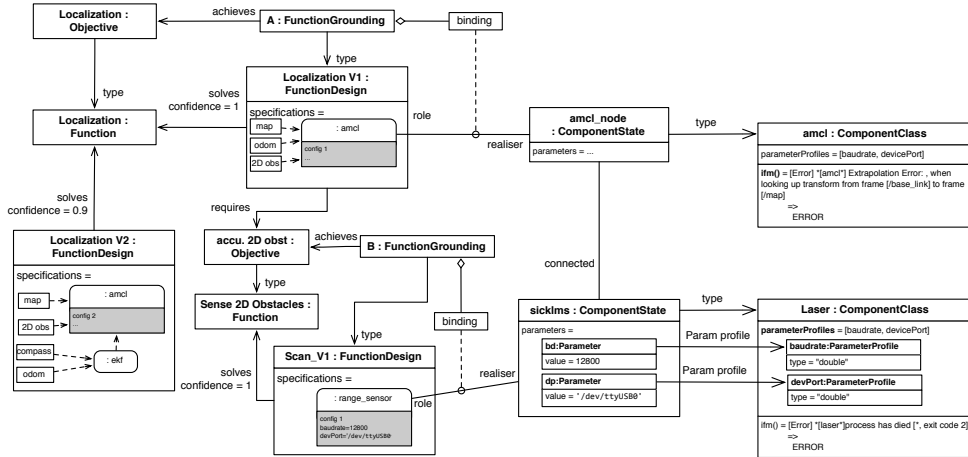 Localization :
Objective
achieves
A : FunctionGrounding
binding
type
type
Localization V1 :
FunctionDesign
specifications =
map
odom
2D obs
: amcl
config 1
...
solves
confidence = 1
Localization :
Function
role
realiser
amcl_node
: ComponentState
parameters = ...
type
amcl : ComponentClass
parameterProfiles = [baudrate, devicePort]
ifm() = [Error] "[amcl*] Extrapolation Error: , when
looking up transform from frame [/base_link] to frame
[/map]
=>
ERROR
solves
confidence = 0.9
requires
Localization V2 :
FunctionDesign
specifications =
map
2D obs
compass
odom
: amcl
config 2
...
: ekf
accu. 2D obst :
Objective
achieves
B : FunctionGrounding
type
connected
Sense 2D Obstacles :
Function
binding
type
solves
confidence = 1
Scan_V1 : FunctionDesign
specifications =
: range_sensor
config 1
baudrate=12800
devPort='/dev/ttyUSB0
role
realiser
sicklms : ComponentState
parameters =
bd:Parameter
value = 12800
dp:Parameter
value = '/dev/ttyUSB0'
type
Param profile
Param profile
Laser : ComponentClass
parameterProfiles = [baudrate, devicePort]
baudrate:ParameterProfile
type = "double"
devPort:ParameterProfile
type = "double"
ifm() = [Error] "[laser*]process has died [*, exit code 2]
=>
ERROR